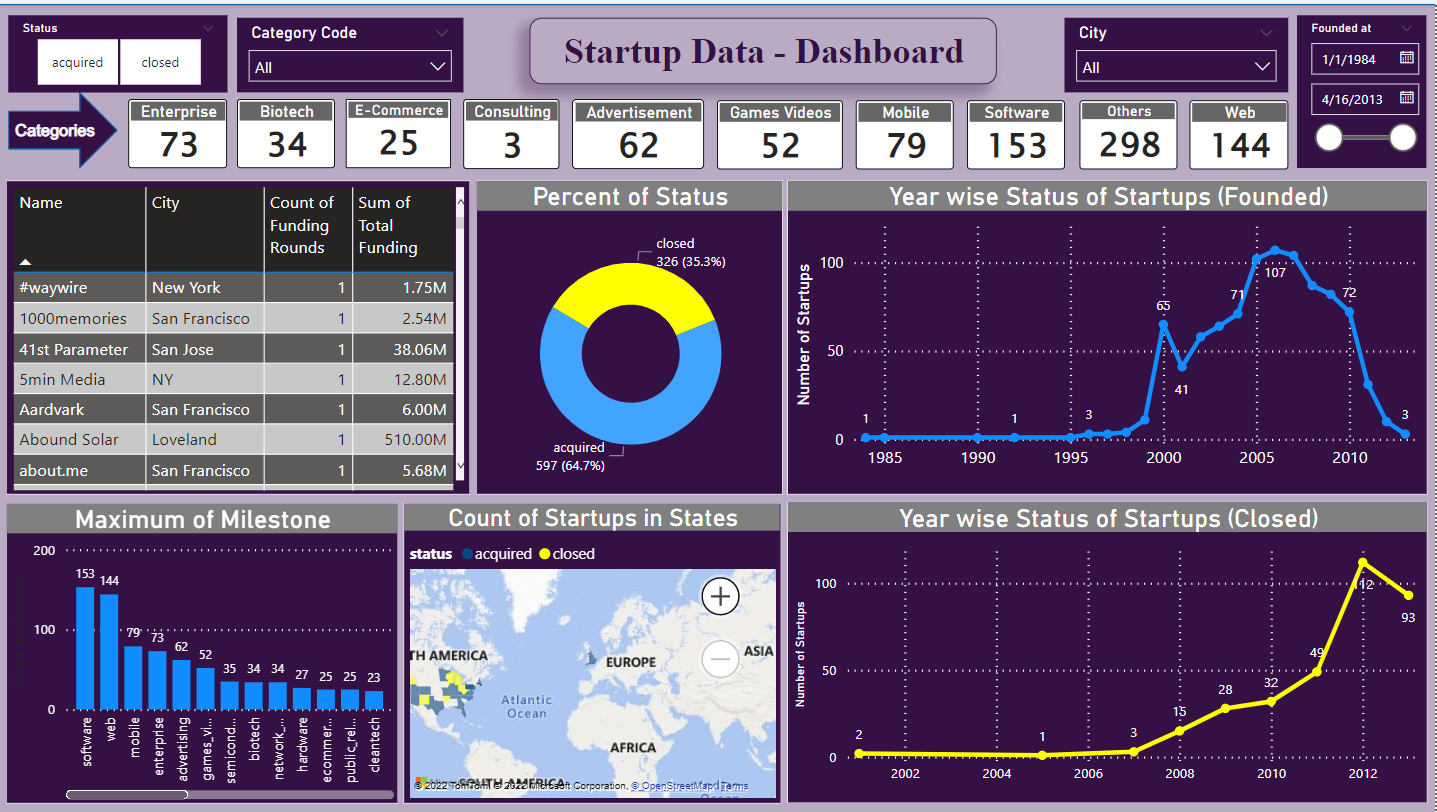 Status
acquired
closed
Category Code
All
Startup Data - Dashboard
City
All
Founded at
1/1/1984
4/16/2013
Categories
Enterprise
73
Biotech
34
E-Commerce
25
Consulting
3
Advertisement
62
Games Videos
52
Mobile
79
Software
153
Others
298
Web
144
Name City Count of Funding Rounds Sum of Total Funding
#waywire New York 1 1.75M
1000memories San Francisco 1 2.54M
41st Parameter San Jose 1 38.06M
5min Media NY 1 12.80M
Aardvark San Francisco 1 6.00M
Abound Solar Loveland 1 510.00M
about.me San Francisco 1 5.68M
Percent of Status
closed
326 (35.3%)
acquired
597 (64.7%)
Year wise Status of Startups (Founded)
Number of Startups
100
50
0
1
1
3
65
41
71
107
72
3
1985 1990 1995 2000 2005 2010
Maximum of Milestone
200
100
0
153
144
79
73
62
52
35
34
34
27
25
25
23
software
web
mobile
enterprise
advertising
games_vi...
semicond...
biotech
network_...
hardware
ecommer...
public_rel...
cleantech
Count of Startups in States
status acquired closed
TH AMERICA
EUROPE
ASIA
Atlantic
Ocean
AFRICA
SOUTH AMERICA
© 2022 TomTom © 2022 Microsoft Corporation, © OpenStreetMap Terms
Year wise Status of Startups (Closed)
Number of Startups
100
50
0
2
1
3
15
28
32
49
112
93
2002 2004 2006 2008 2010 2012